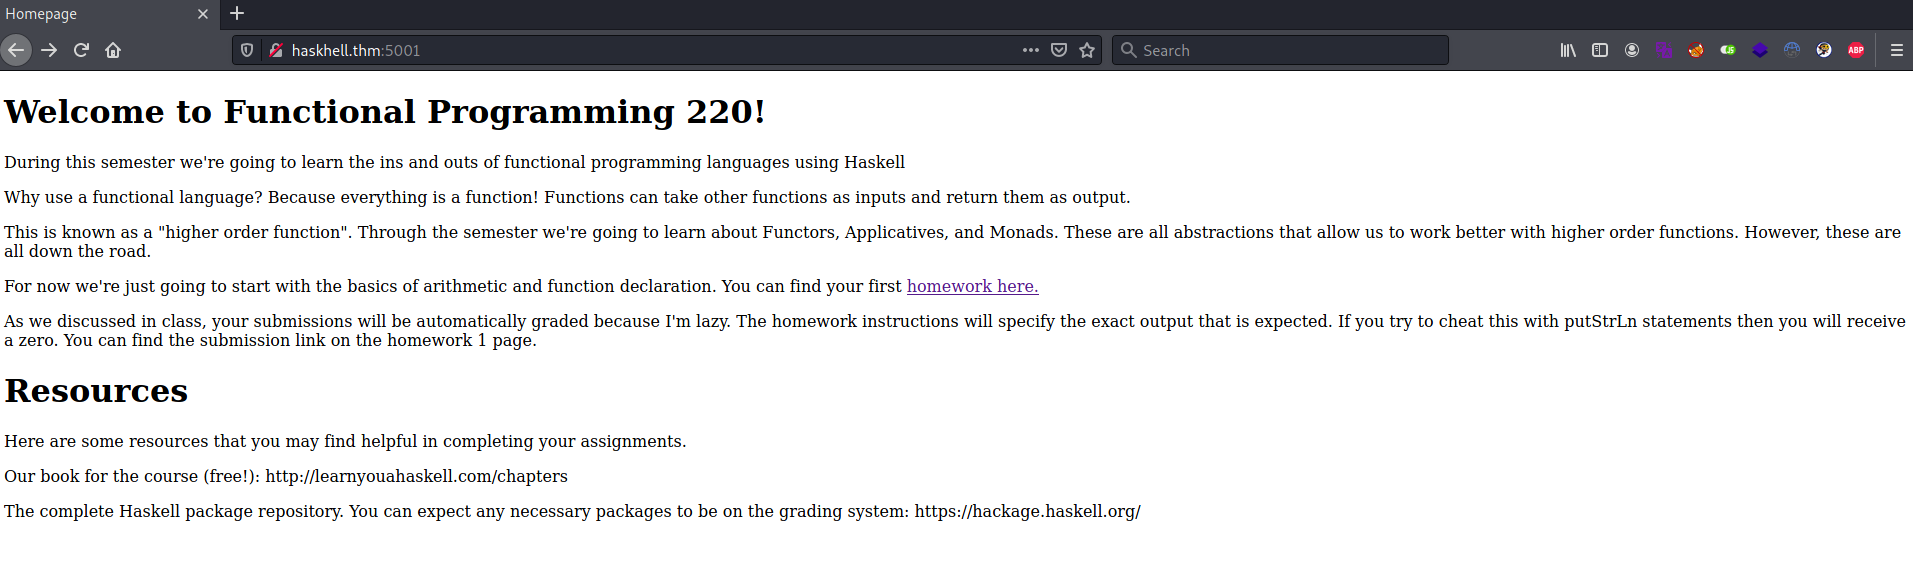 Homepage
haskhell.thm:5001
Search
JS
ABP
Welcome to Functional Programming 220!
During this semester we're going to learn the ins and outs of functional programming languages using Haskell
Why use a functional language? Because everything is a function! Functions can take other functions as inputs and return them as output.
This is known as a "higher order function". Through the semester we're going to learn about Functors, Applicatives, and Monads. These are all abstractions that allow us to work better with higher order functions. However, these are
all down the road.
For now we're just going to start with the basics of arithmetic and function declaration. You can find your first homework here.
As we discussed in class, your submissions will be automatically graded because I'm lazy. The homework instructions will specify the exact output that is expected. If you try to cheat this with putStrLn statements then you will receive
a zero. You can find the submission link on the homework 1 page.
Resources
Here are some resources that you may find helpful in completing your assignments.
Our book for the course (free!): http://learnyouahaskell.com/chapters
The complete Haskell package repository. You can expect any necessary packages to be on the grading system: https://hackage.haskell.org/